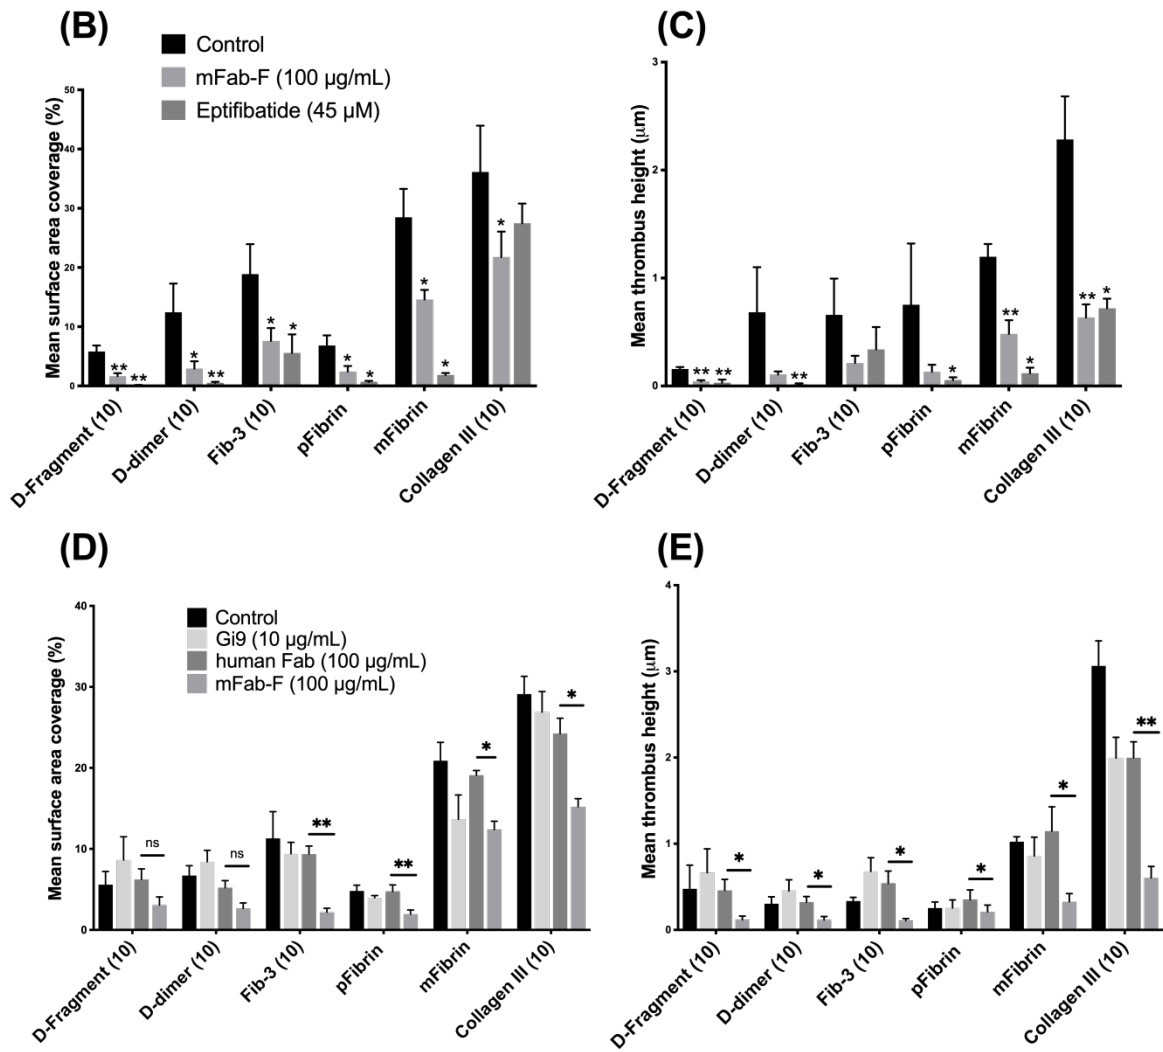 (B)
Control
mFab-F (100 µg/mL)
Eptifibatide (45 µM)
Mean surface area coverage (%)
50
40
30
20
10
0
** ** * ** * * * * * * *
D-Fragment (10)
D-dimer (10)
Fib-3 (10)
pFibrin
mFibrin
Collagen III (10)
(C)
Mean thrombus height (µm)
3
2
1
0
** ** ** * ** * ** *
D-Fragment (10)
D-dimer (10)
Fib-3 (10)
pFibrin
mFibrin
Collagen III (10)
(D)
Control
Gi9 (10 µg/mL)
human Fab (100 µg/mL)
mFab-F (100 µg/mL)
Mean surface area coverage (%)
40
30
20
10
0
ns ns ** ** * *
D-Fragment (10)
D-dimer (10)
Fib-3 (10)
pFibrin
mFibrin
Collagen III (10)
(E)
Mean thrombus height (µm)
4
3
2
1
0
* * * * * **
D-Fragment (10)
D-dimer (10)
Fib-3 (10)
pFibrin
mFibrin
Collagen III (10)